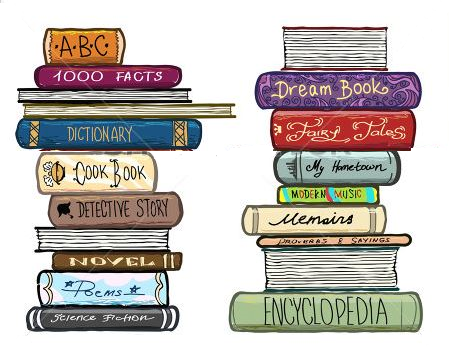 A·B·C·
1000 FACTS
DICTIONARY
COOK BOOK
DETECTIVE STORY
NOVEL
Poems
Science Fiction
Dream Book
Fairy Tales
My Hometown
MODERN MUSIC
Memoirs
PROVERBS & SAYINGS
ENCYCLOPEDIA